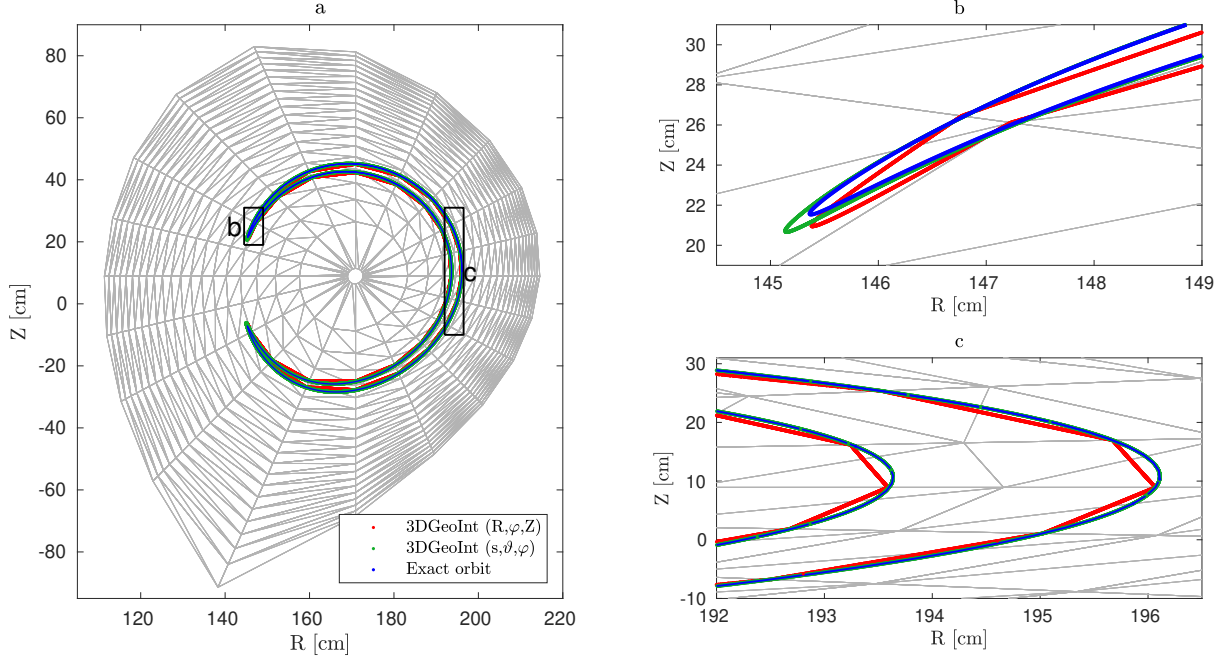 a
80
60
40
20
0
-20
-40
-60
-80
Z [cm]
120 140 160 180 200 220
R [cm]
b
c
3DGeoInt (R,φ,Z)
3DGeoInt (s,ϑ,φ)
Exact orbit
b
30
28
26
24
22
20
Z [cm]
145 146 147 148 149
R [cm]
c
30
20
10
0
-10
Z [cm]
192 193 194 195 196
R [cm]